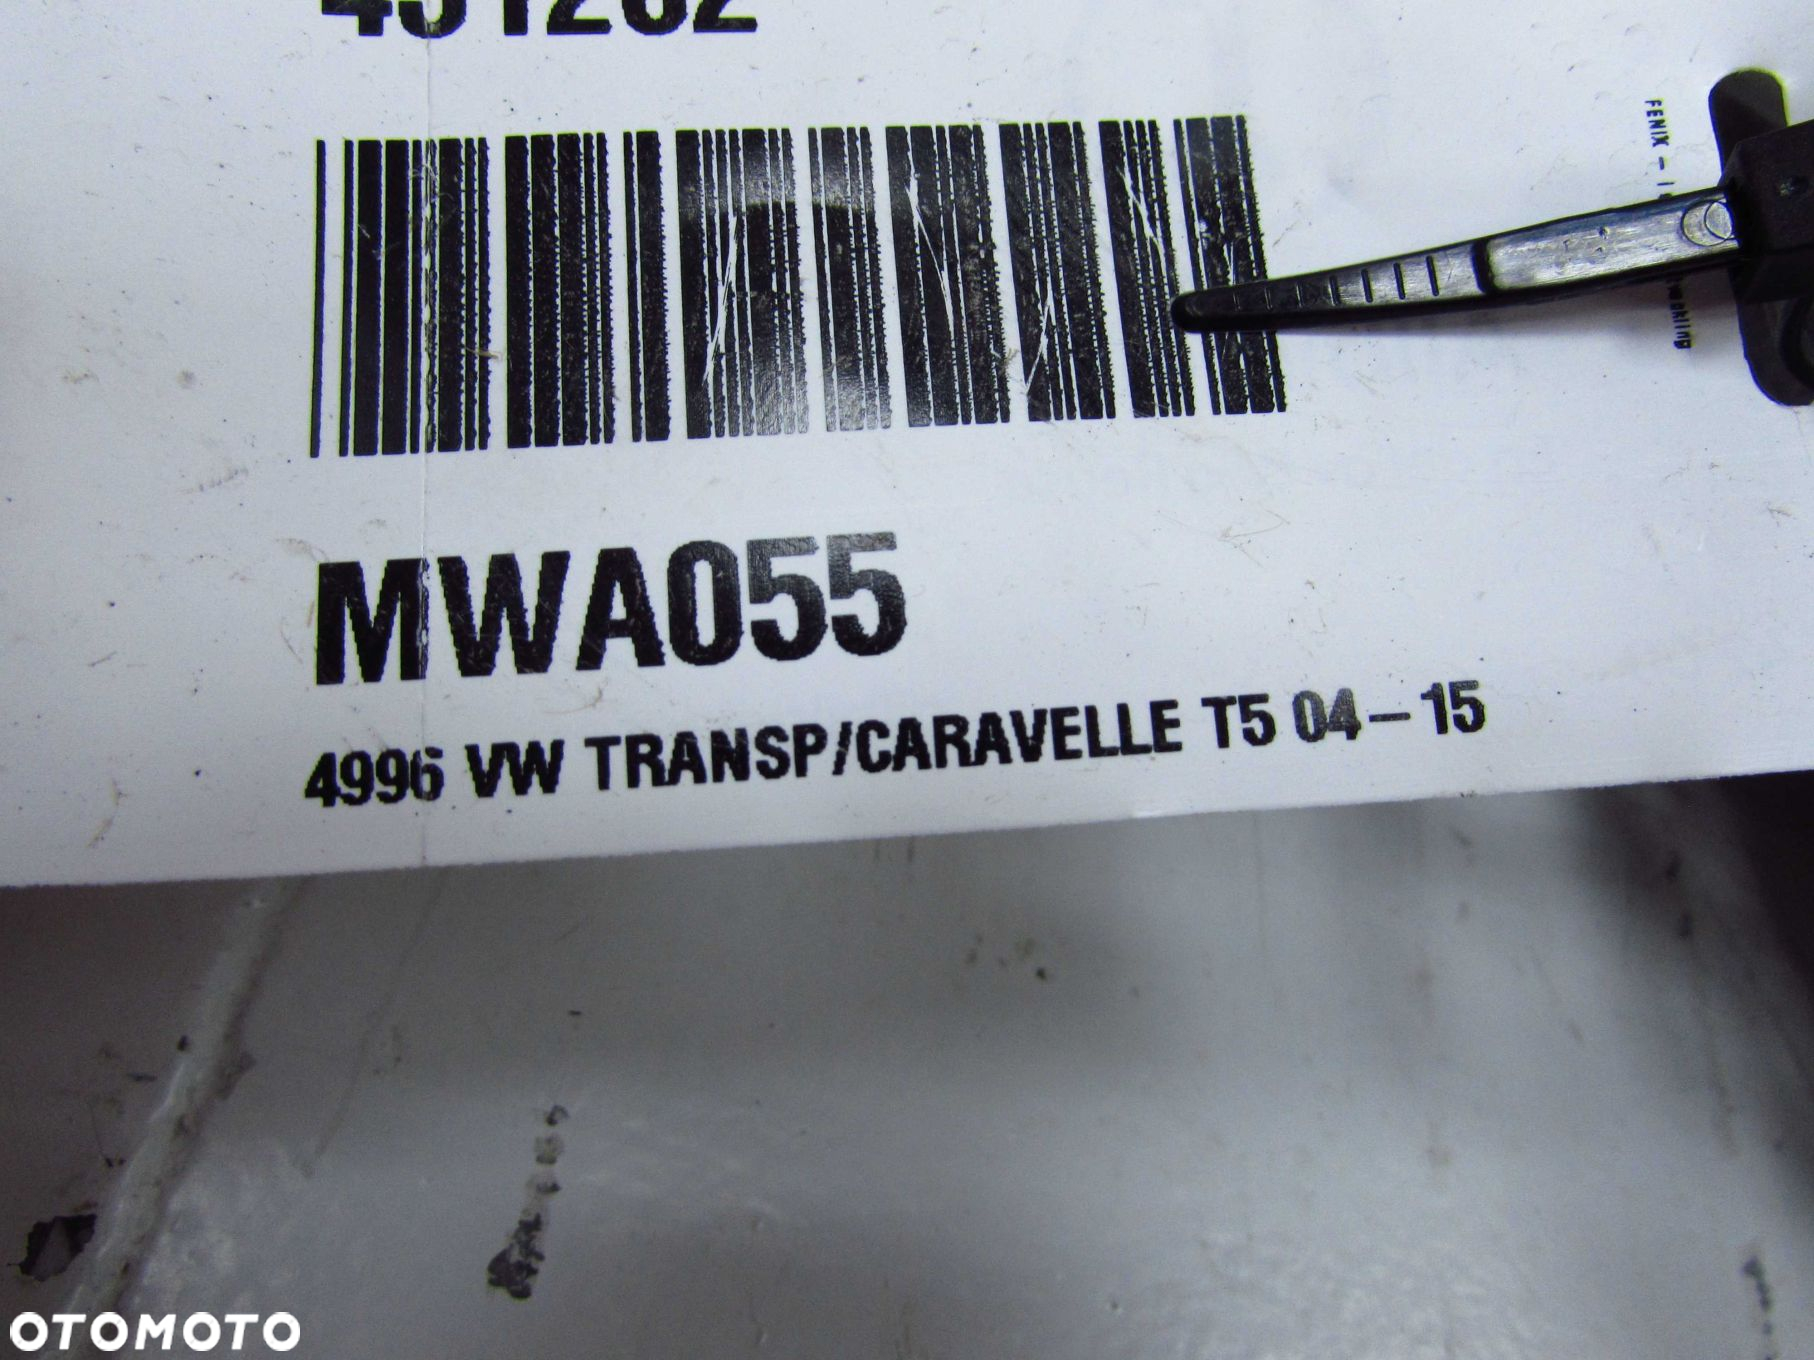 MWA055
4996 VW TRANSP/CARAVELLE T5 04-15
FENIX -
OTOMOTO